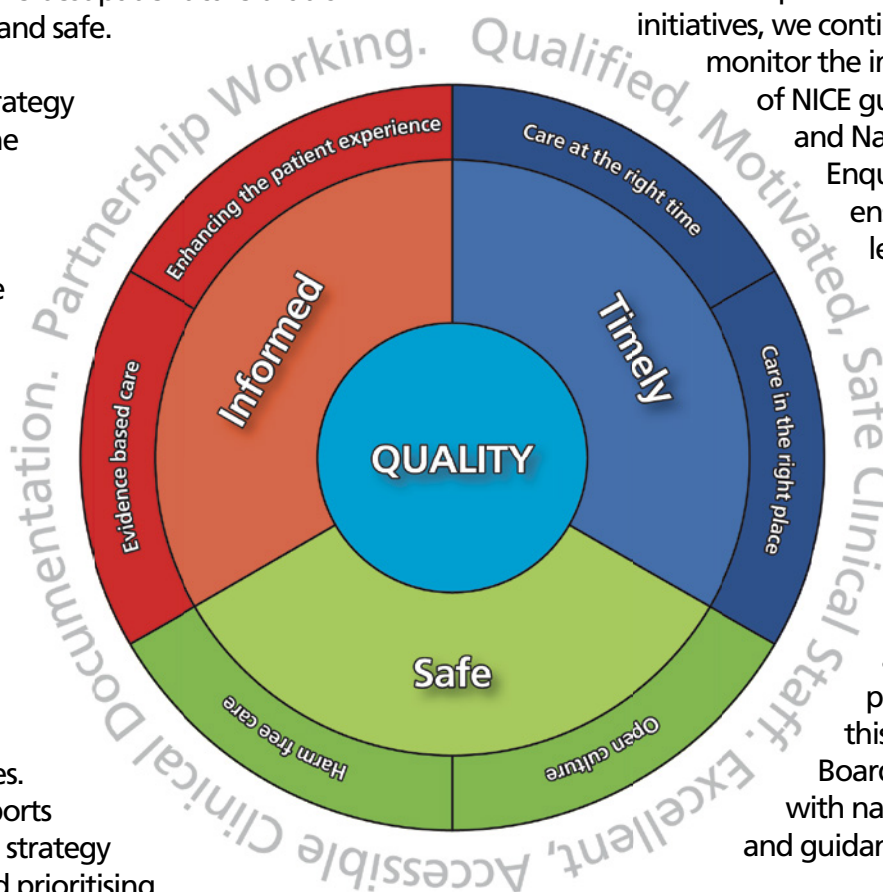 and safe.
rategy
es.
ports
strategy
d prioritising
initiatives, we conti
monitor the in
of NICE gu
and Na
Enqu
en
le
p
this
Board
with na
and guidan
Qualified, Motivated, Safe Clinical Staff. Excellent, Accessible Clinical Documentation. Partnership Working.
Enhancing the patient experience
Care at the right time
Informed
Timely
Evidence based care
Care in the right place
QUALITY
Safe
Harm free care
Open culture